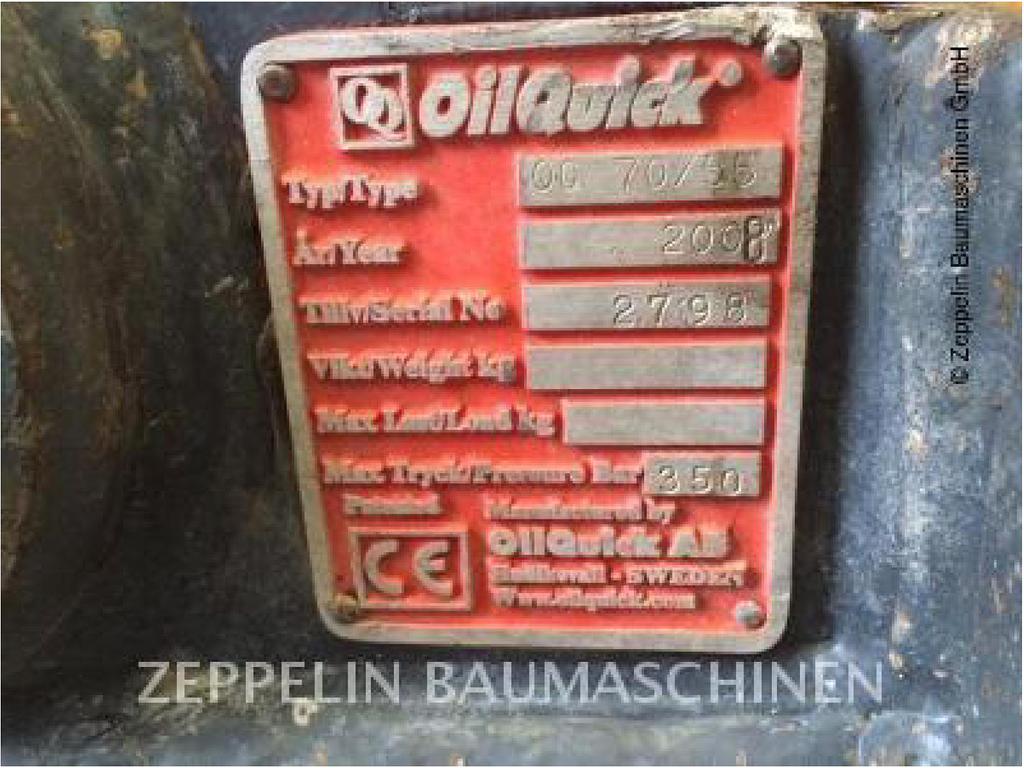 OilQuick®
Typ/Type OQ 70/55
År/Year 2008
Tillv/Serial No 2798
Vikt/Weight kg
Max Last/Load kg
Max Tryck/Pressure Bar 350
Patented
Manufactured by
CE
OilQuick AB
Hudiksvall - SWEDEN
www.oilquick.com
© Zeppelin Baumaschinen GmbH
ZEPPELIN BAUMASCHINEN